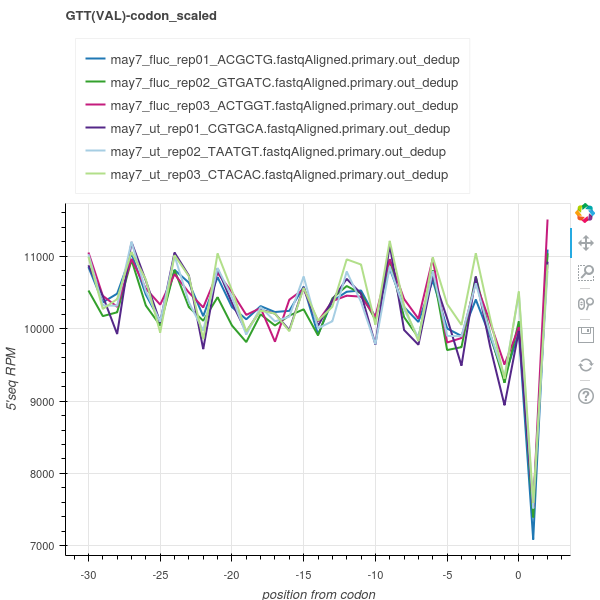 GTT(VAL)-codon_scaled
may7_fluc_rep01_ACGCTG.fastqAligned.primary.out_dedup
may7_fluc_rep02_GTGATC.fastqAligned.primary.out_dedup
may7_fluc_rep03_ACTGGT.fastqAligned.primary.out_dedup
may7_ut_rep01_CGTGCA.fastqAligned.primary.out_dedup
may7_ut_rep02_TAATGT.fastqAligned.primary.out_dedup
may7_ut_rep03_CTACAC.fastqAligned.primary.out_dedup
11000
10000
9000
8000
7000
5'seq RPM
-30 -25 -20 -15 -10 -5 0
position from codon